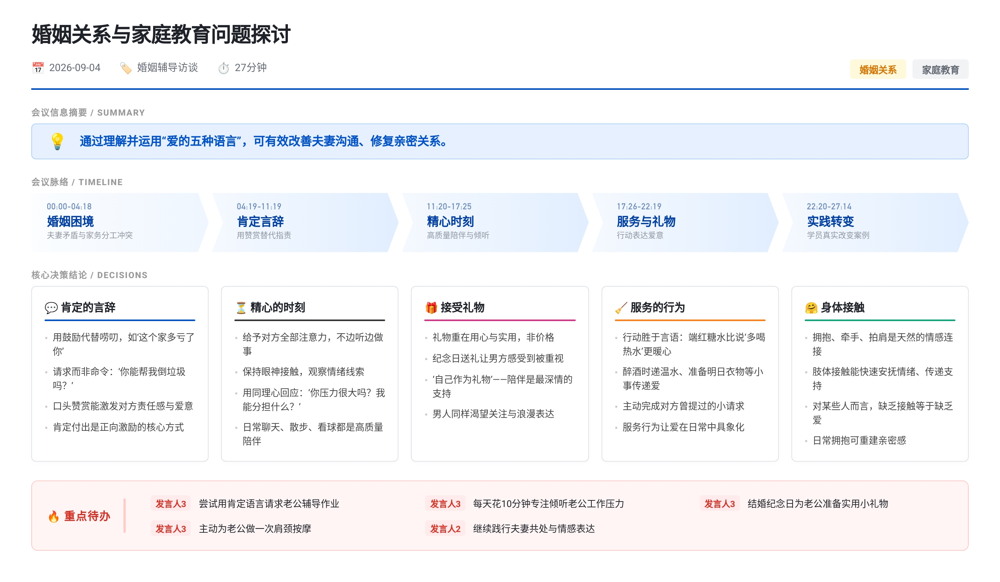 婚姻关系与家庭教育问题探讨
2026-09-04 婚姻辅导访谈 27分钟
婚姻关系 家庭教育
会议信息摘要 / SUMMARY
通过理解并运用“爱的五种语言”，可有效改善夫妻沟通、修复亲密关系。
会议脉络 / TIMELINE
00:00-04:18
婚姻困境
夫妻矛盾与家务分工冲突
04:19-11:19
肯定言辞
用赞赏替代指责
11:20-17:25
精心时刻
高质量陪伴与倾听
17:26-22:19
服务与礼物
行动表达爱意
22:20-27:14
实践转变
学员真实改变案例
核心决策结论 / DECISIONS
肯定的言辞
用鼓励代替唠叨，如‘这个家多亏了
你’
请求而非命令：‘你能帮我倒垃圾
吗？’
口头赞赏能激发对方责任感与爱意
肯定付出是正向激励的核心方式
精心的时刻
给予对方全部注意力，不边听边做
事
保持眼神接触，观察情绪线索
用同理心回应：‘你压力很大吗？我
能分担什么？’
日常聊天、散步、看球都是高质量
陪伴
接受礼物
礼物重在用心与实用，非价格
纪念日送礼让男方感受到被重视
‘自己作为礼物’——陪伴是最深情的
支持
男人同样渴望关注与浪漫表达
服务的行为
行动胜于言语：端红糖水比说‘多喝
热水’更暖心
醉酒时递温水、准备明日衣物等小
事传递爱
主动完成对方曾提过的小请求
服务行为让爱在日常中具象化
身体接触
拥抱、牵手、拍肩是天然的情感连
接
肢体接触能快速安抚情绪、传递支
持
对某些人而言，缺乏接触等于缺乏
爱
日常拥抱可重建亲密感
重点待办
发言人3 尝试用肯定语言请求老公辅导作业
发言人3 每天花10分钟专注倾听老公工作压力
发言人3 结婚纪念日为老公准备实用小礼物
发言人3 主动为老公做一次肩颈按摩
发言人2 继续践行夫妻共处与情感表达